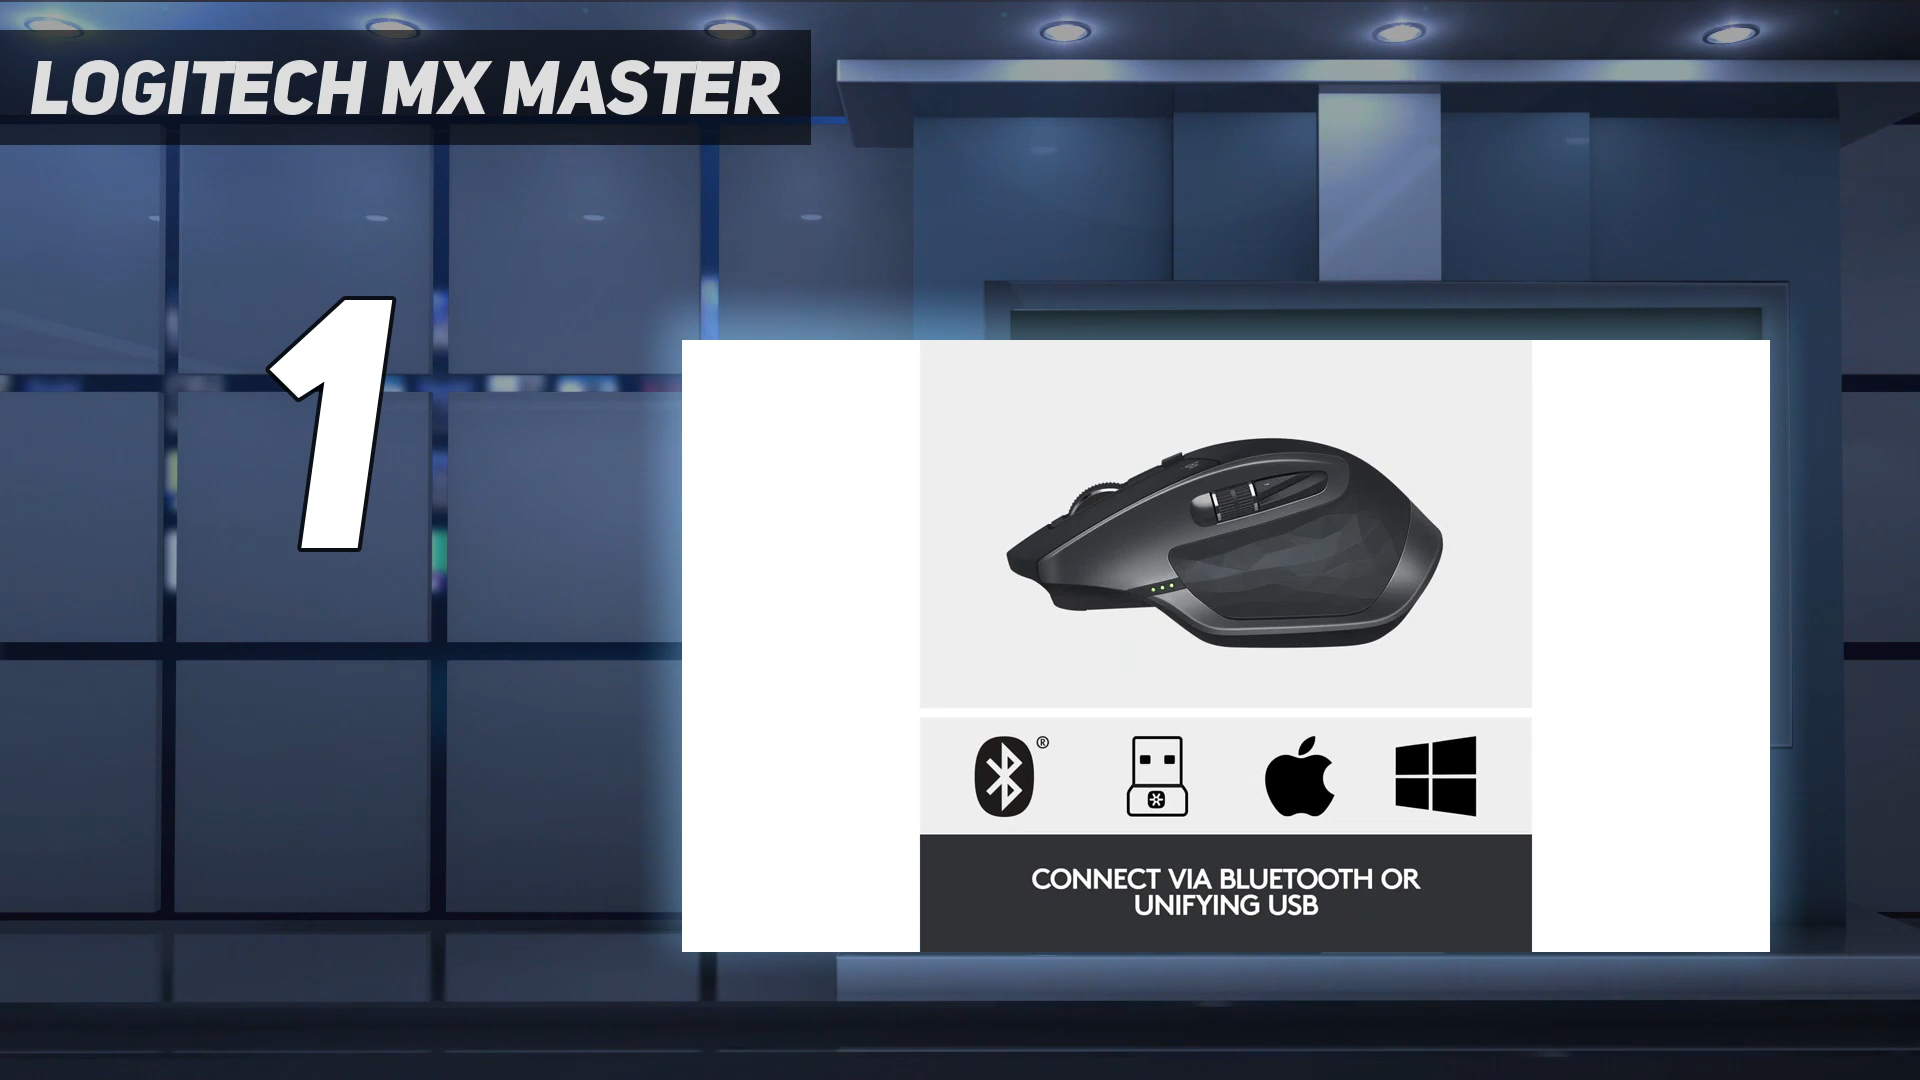 LOGITECH MX MASTER
1
®
CONNECT VIA BLUETOOTH OR
UNIFYING USB